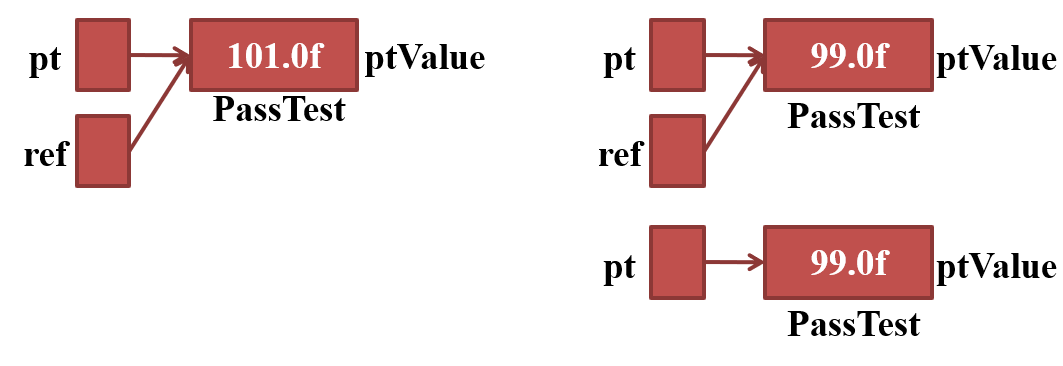 pt 101.0f ptValue
PassTest
ref
pt 99.0f ptValue
PassTest
ref
pt 99.0f ptValue
PassTest